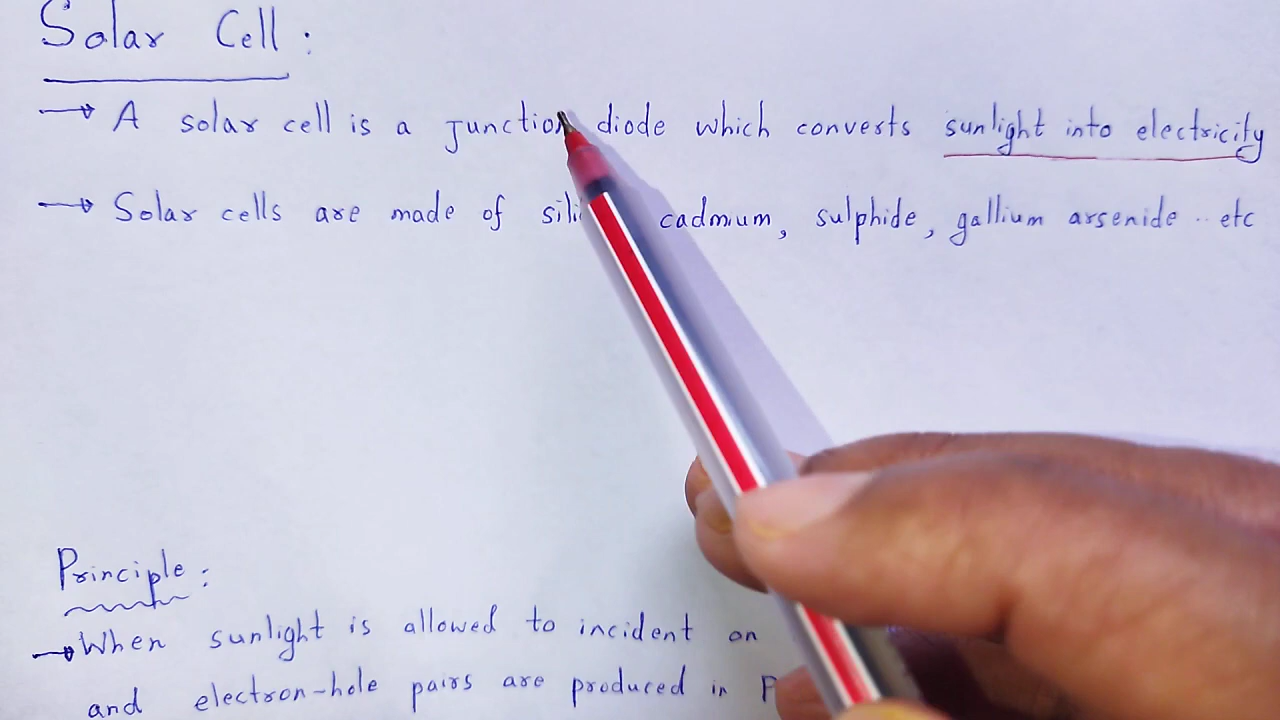 Solar Cell :
→ A solar cell is a junction diode which converts sunlight into electricity
→ Solar cells are made of cadmium, sulphide, gallium arsenide .. etc
Principle :
→ When sunlight is allowed to incident on
and electron-hole pairs are produced in P